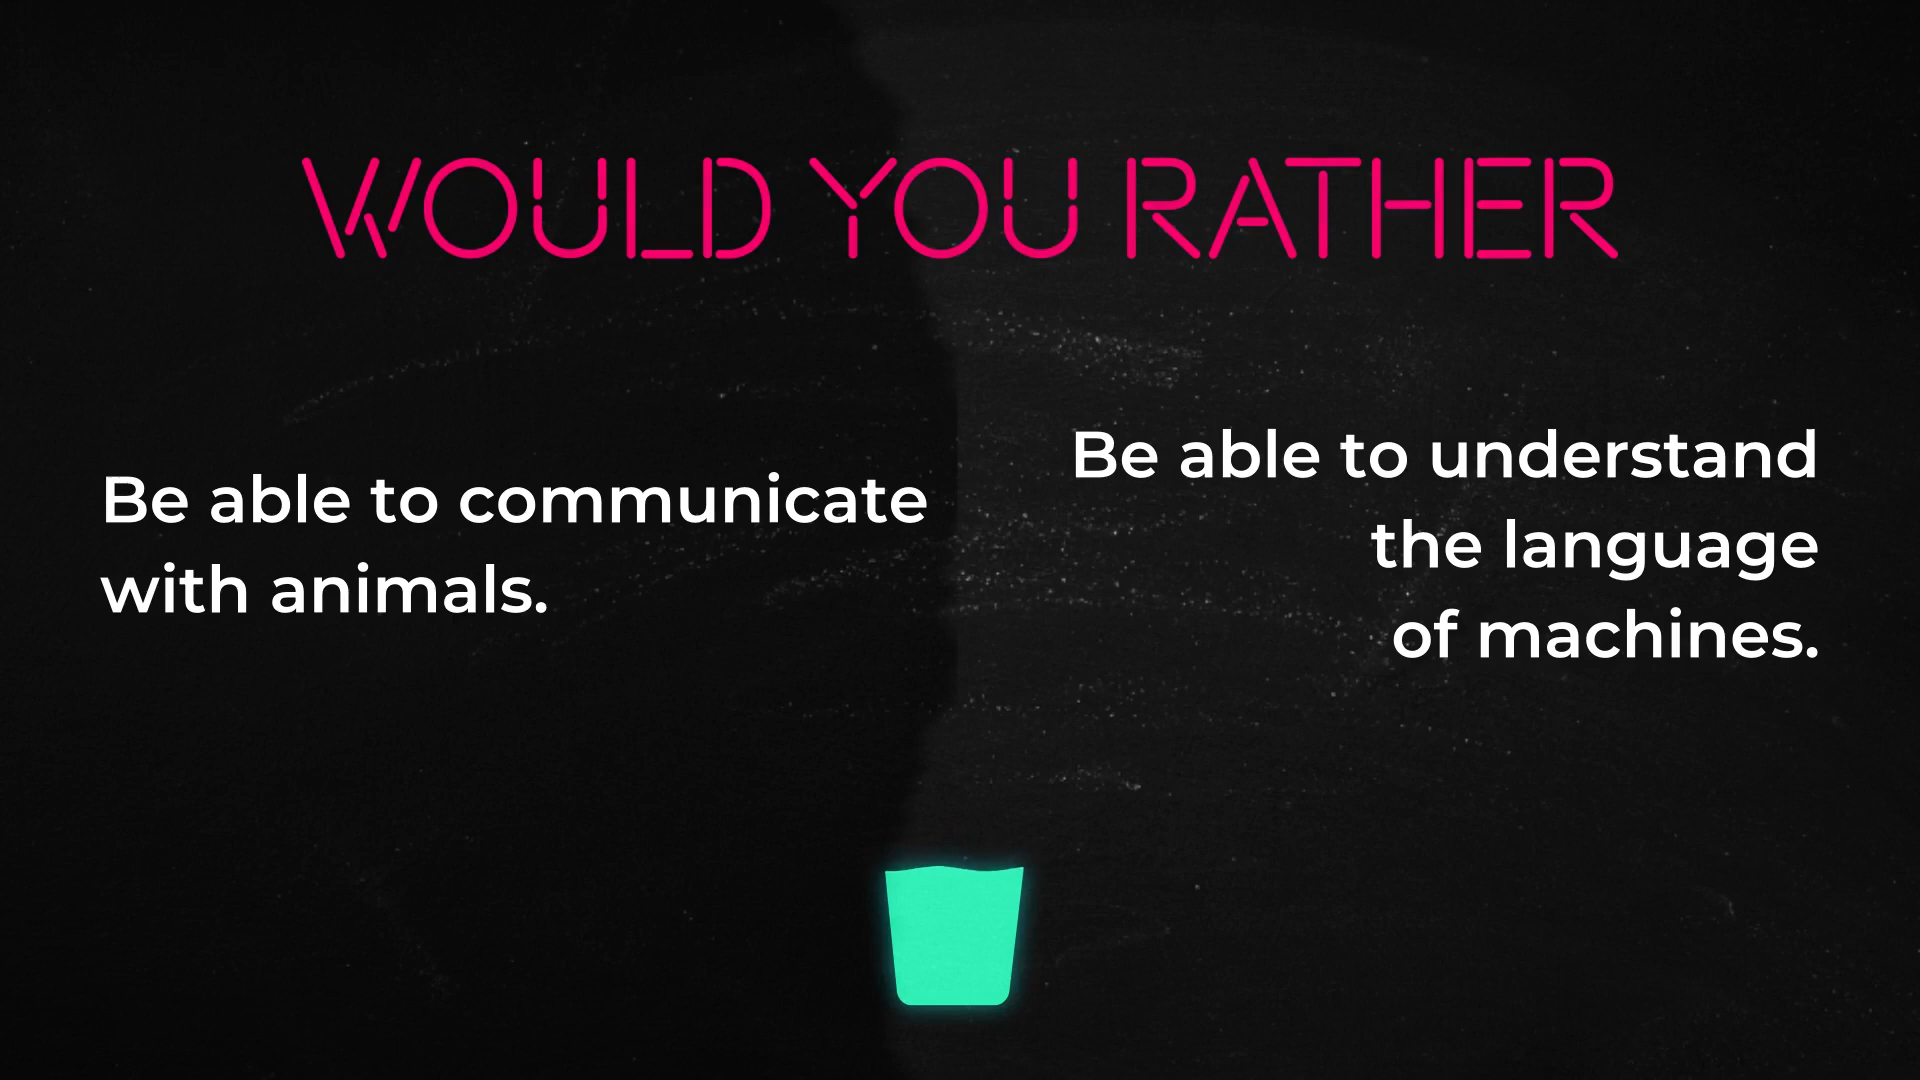 WOULD YOU RATHER
Be able to communicate
with animals.
Be able to understand
the language
of machines.